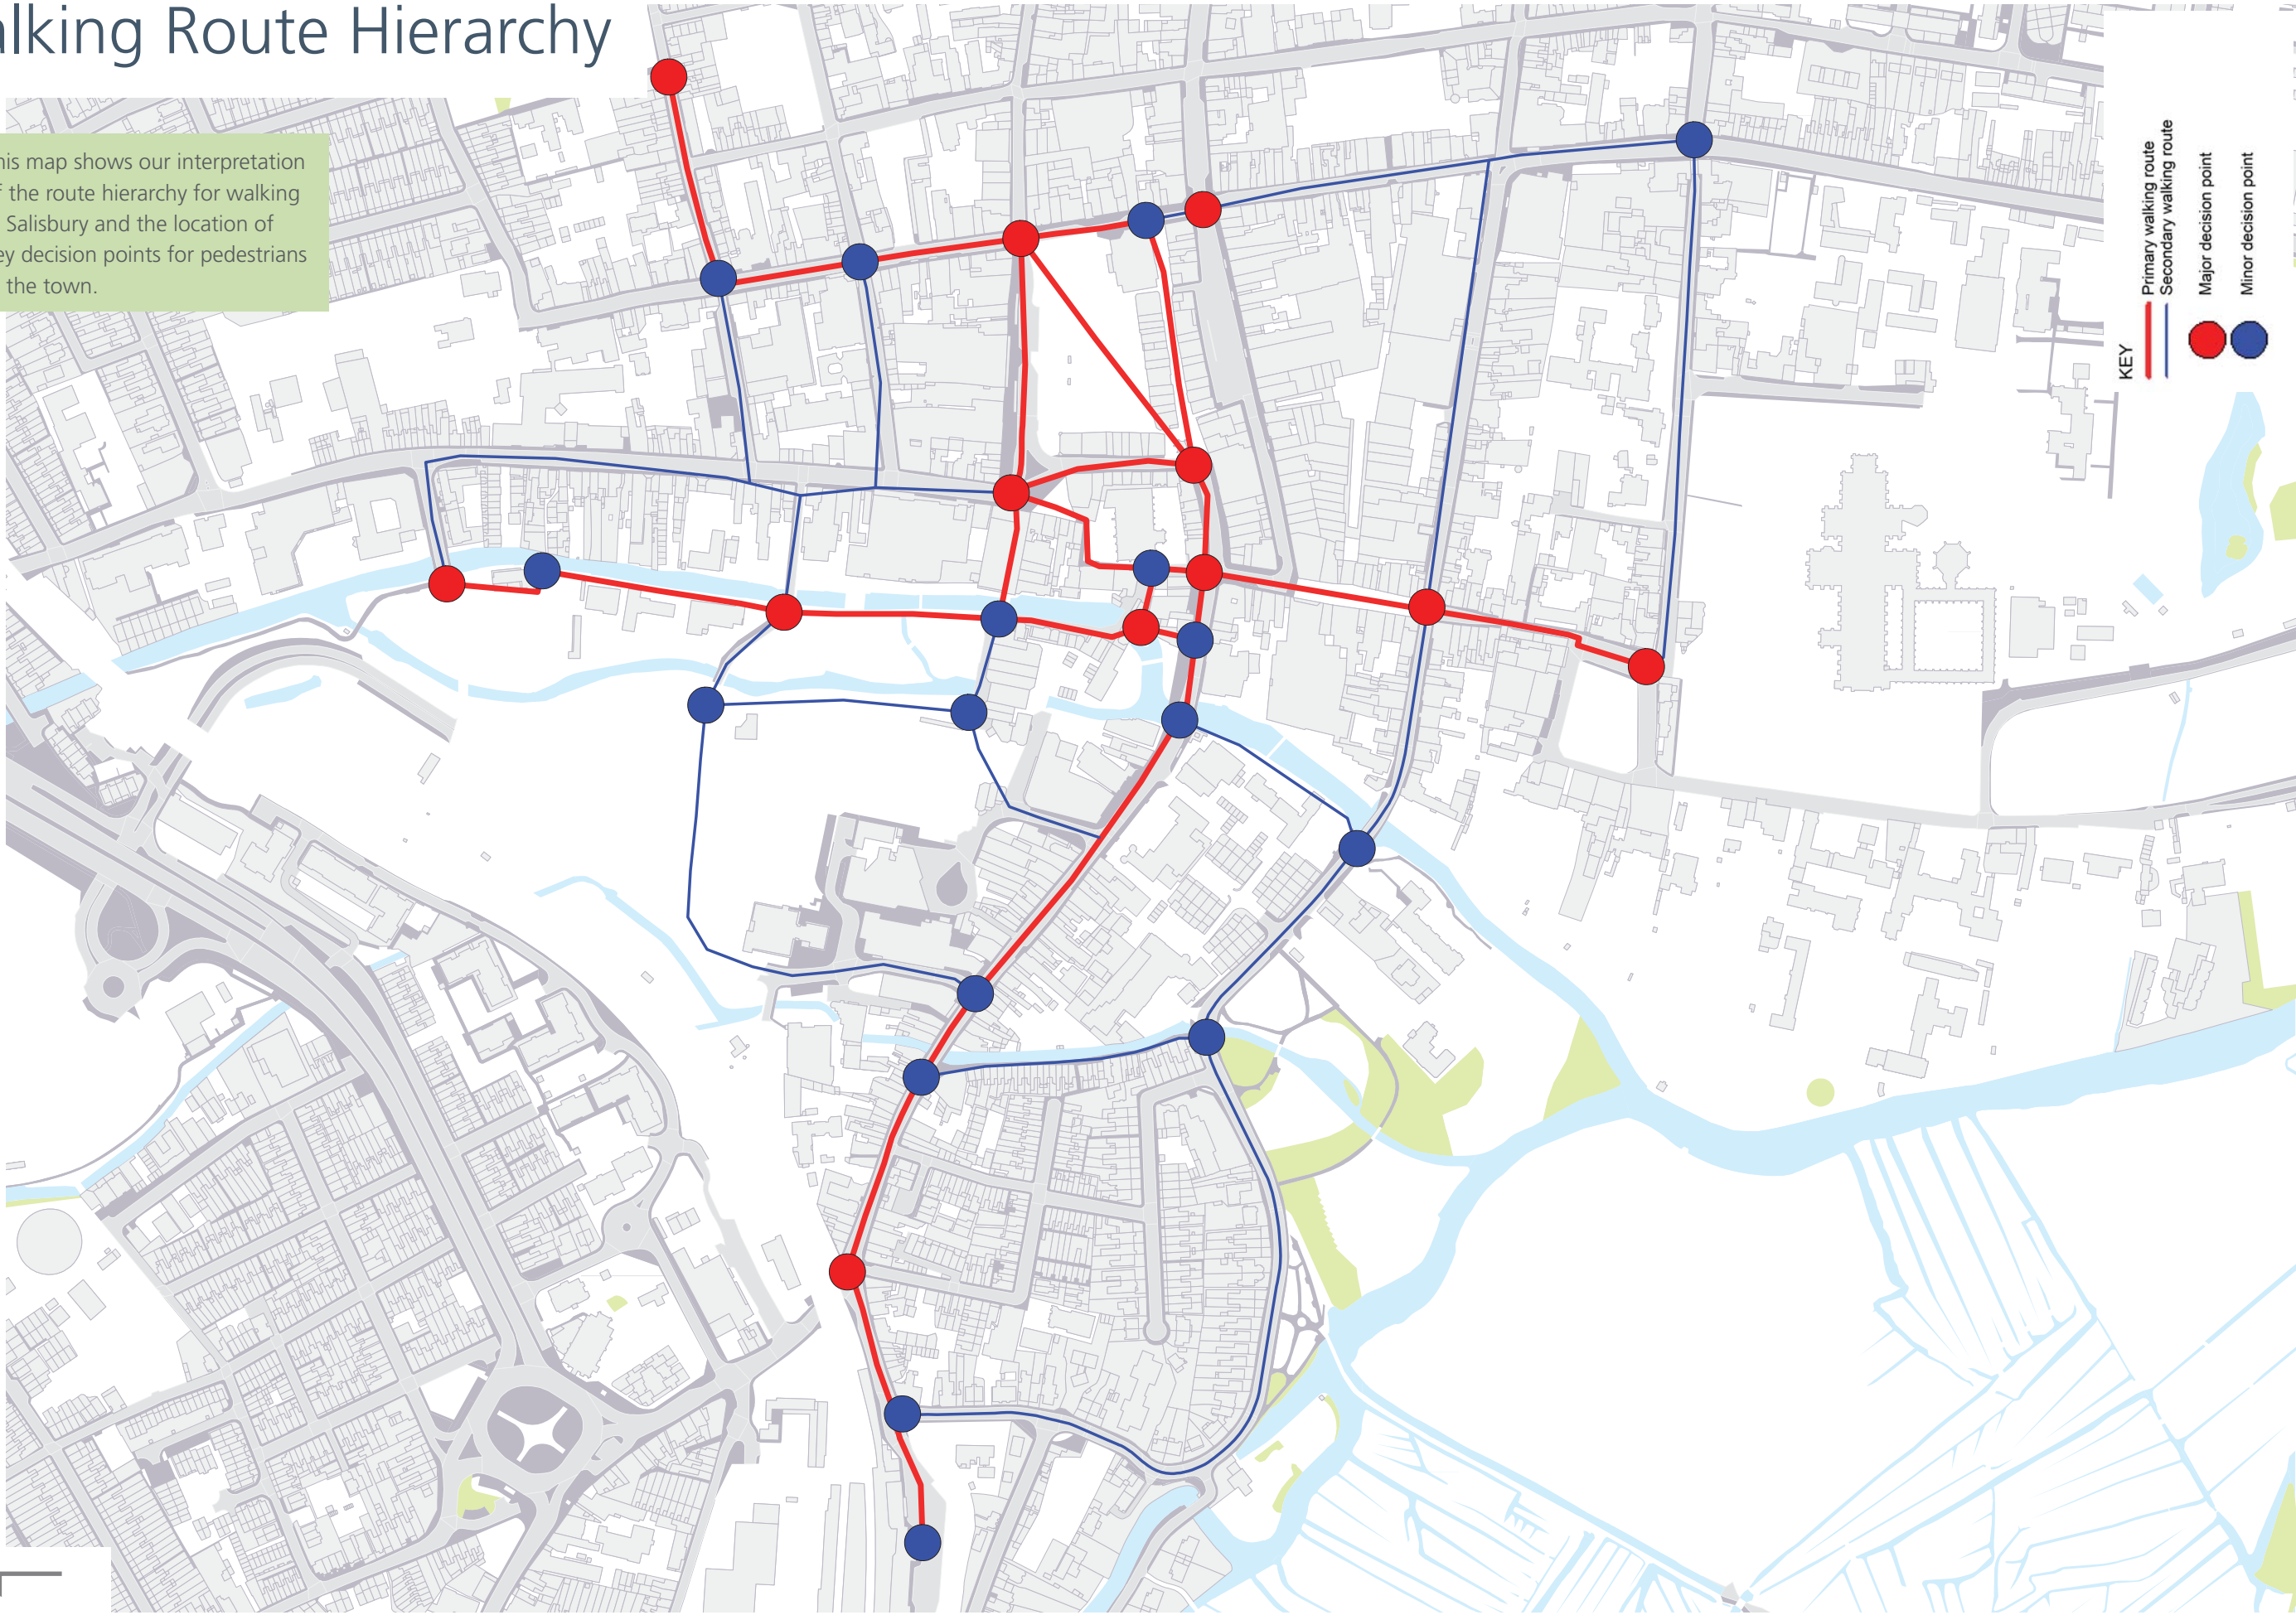 lking Route Hierarchy
his map shows our interpretation
f the route hierarchy for walking
Salisbury and the location of
ey decision points for pedestrians
the town.
KEY
Primary walking route
Secondary walking route
Major decision point
Minor decision point